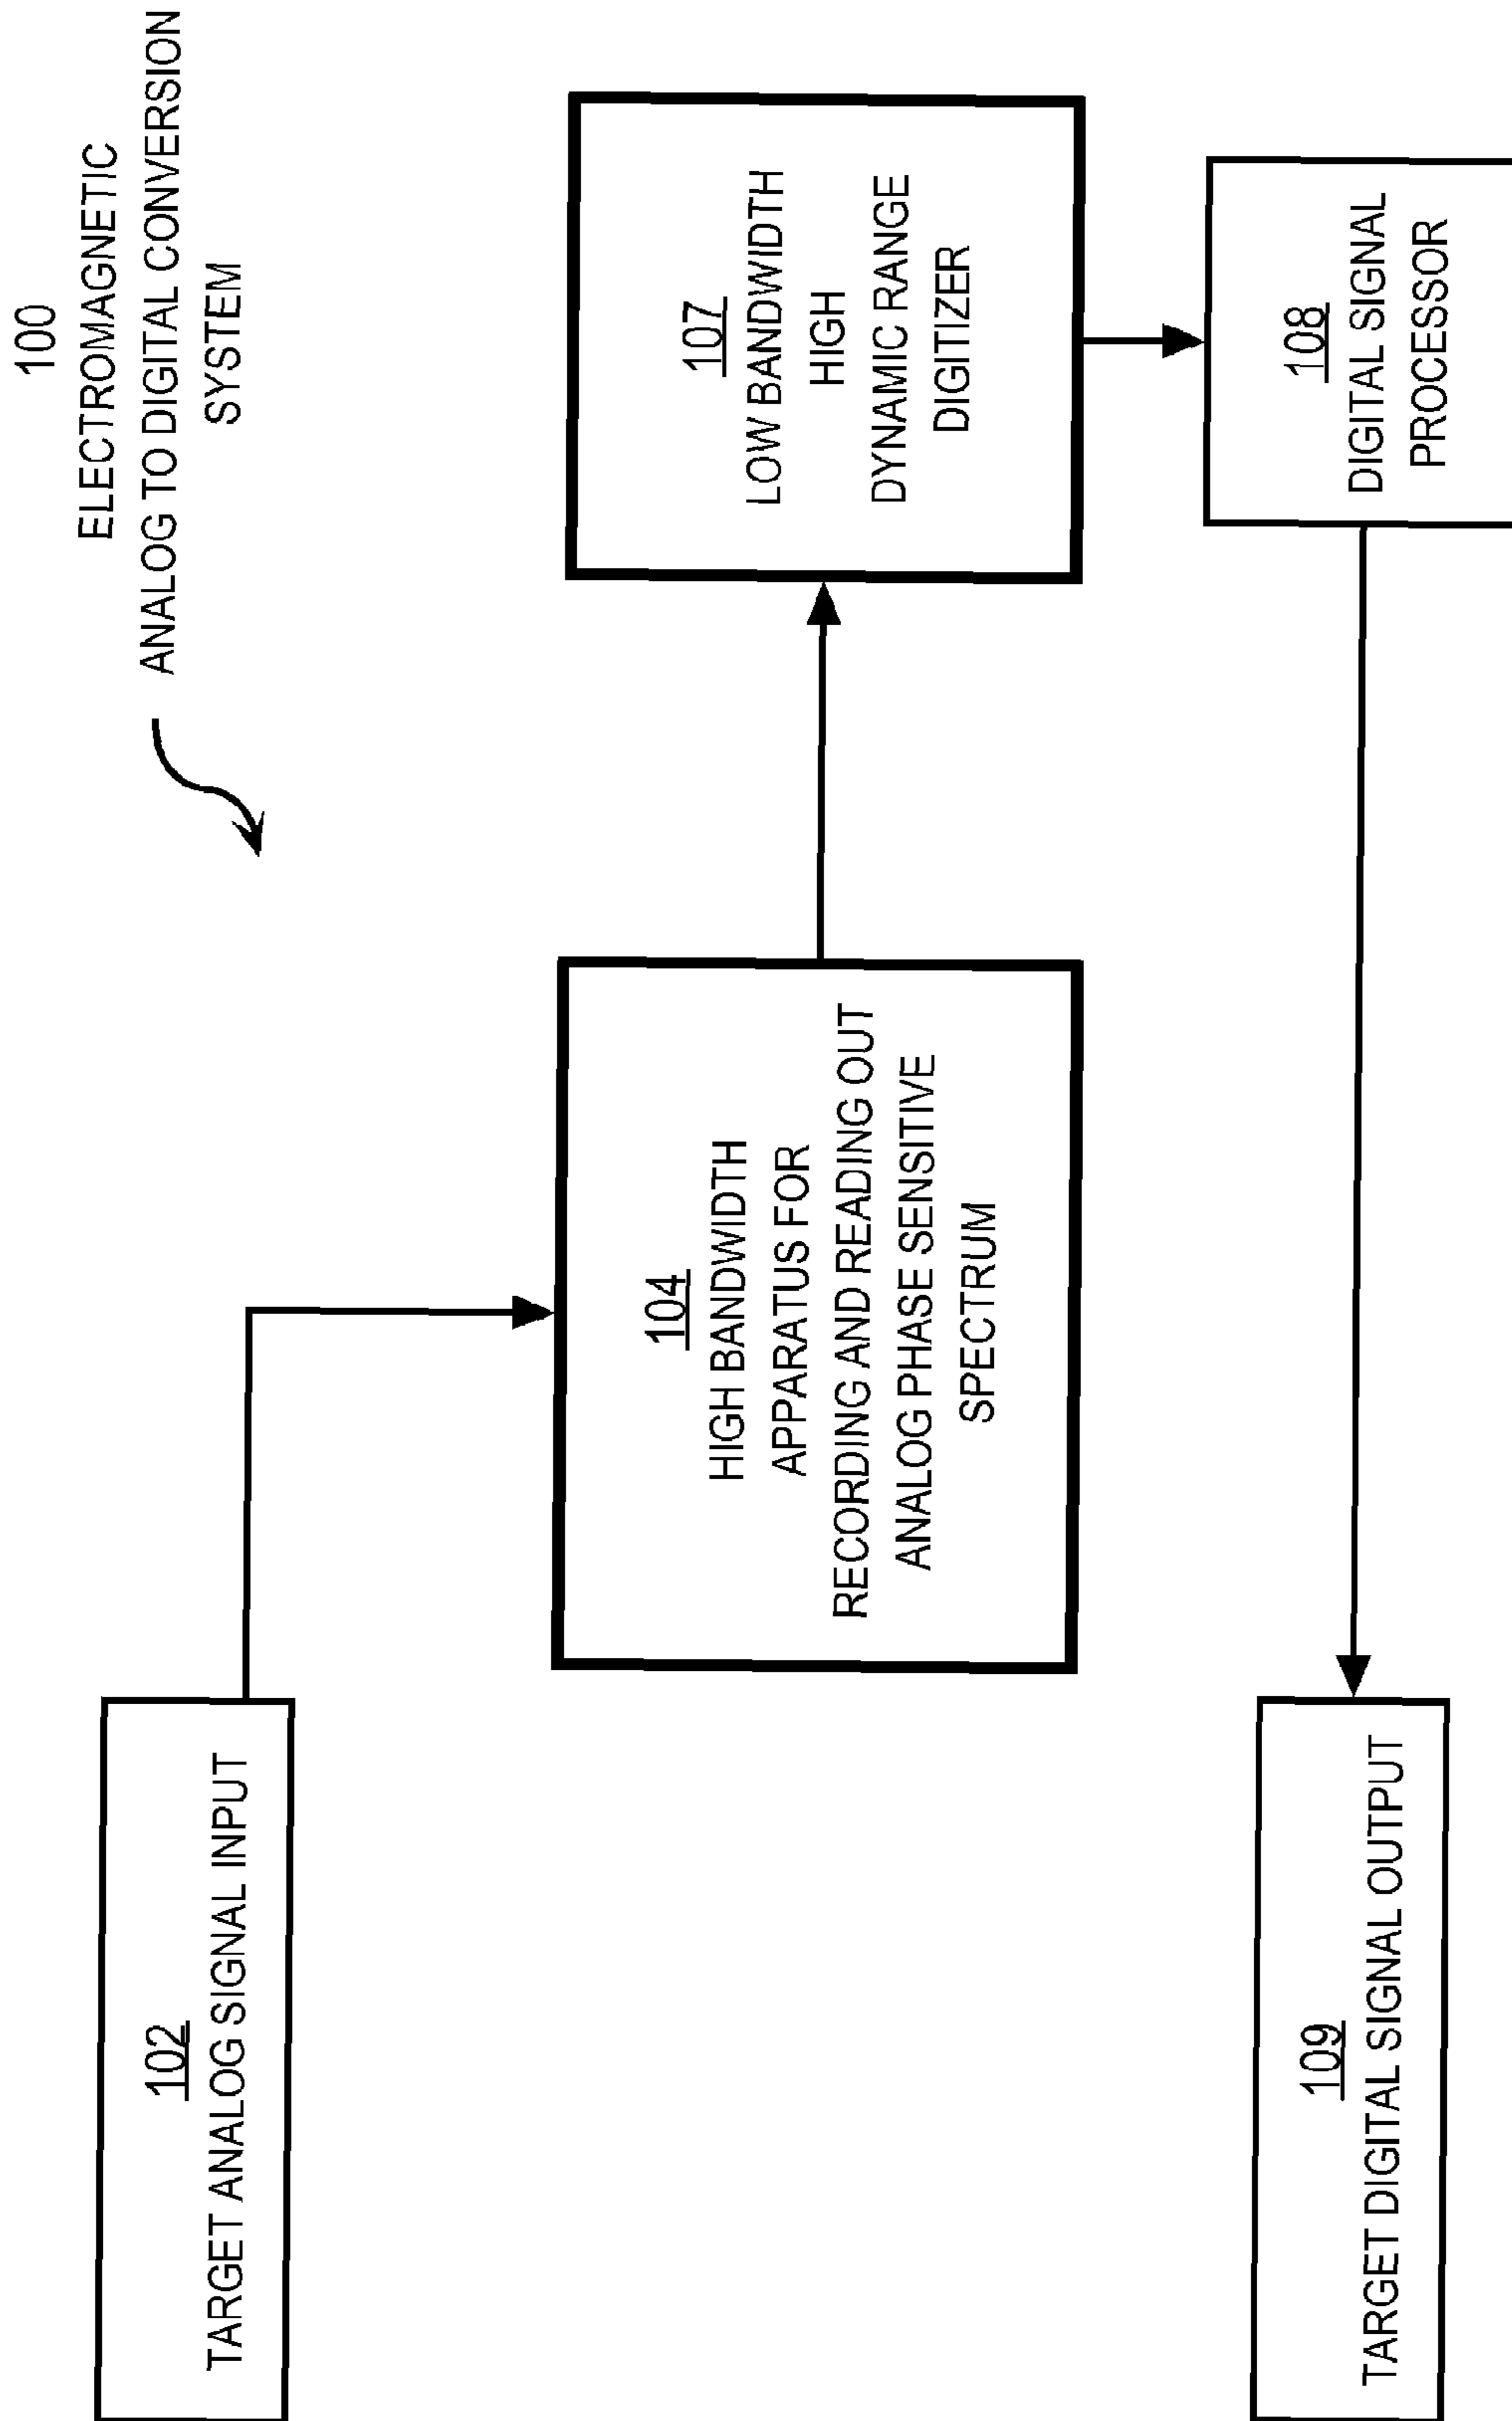 100
ELECTROMAGNETIC
ANALOG TO DIGITAL CONVERSION
SYSTEM
102
TARGET ANALOG SIGNAL INPUT
104
HIGH BANDWIDTH
APPARATUS FOR
RECORDING AND READING OUT
ANALOG PHASE SENSITIVE
SPECTRUM
107
LOW BANDWIDTH
HIGH
DYNAMIC RANGE
DIGITIZER
108
DIGITAL SIGNAL
PROCESSOR
109
TARGET DIGITAL SIGNAL OUTPUT